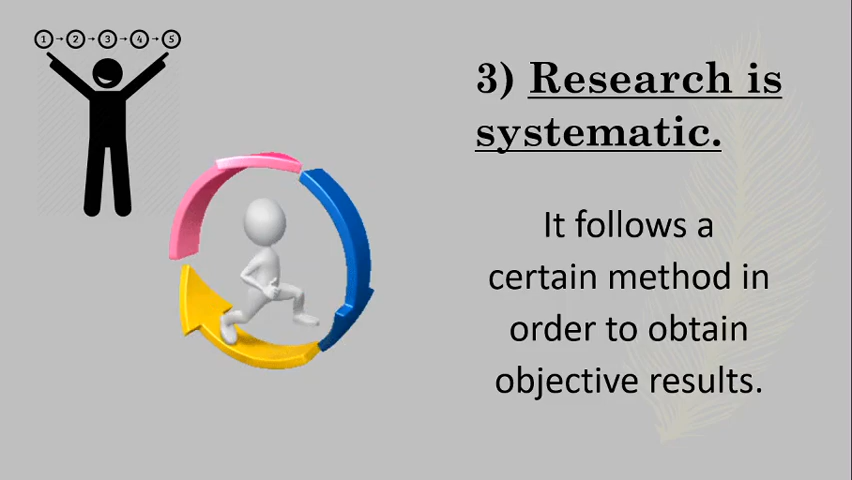 1 2 3 4 5
3) Research is
systematic.
It follows a
certain method in
order to obtain
objective results.